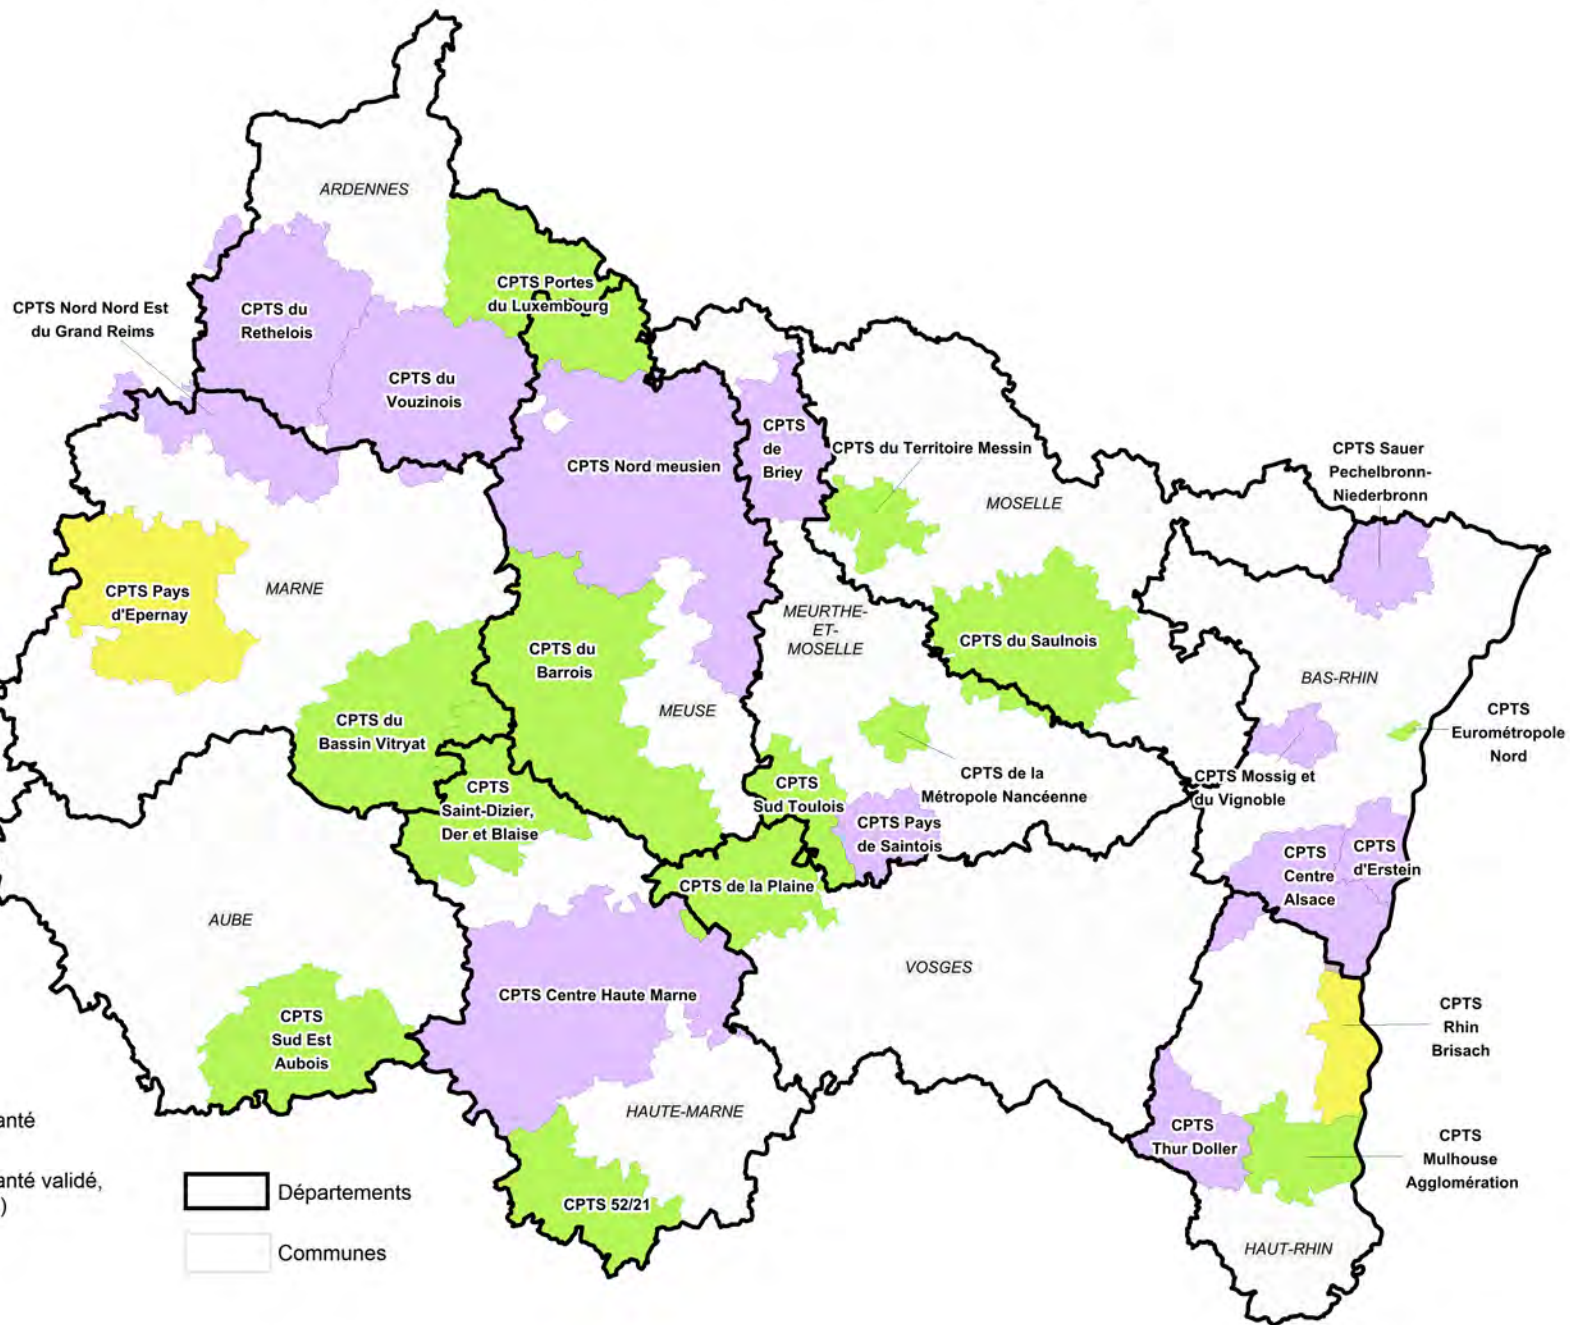 ARDENNES
CPTS Portes
du Luxembourg
CPTS Nord Nord Est
du Grand Reims
CPTS du
Rethelois
CPTS du
Vouzinois
CPTS Nord meusien
CPTS
de
Briey
CPTS du Territoire Messin
MOSELLE
CPTS Sauer
Pechelbronn-
Niederbronn
CPTS Pays
d'Epernay
MARNE
CPTS du
Barrois
MEURTHE-
ET-
MOSELLE
CPTS du Saulnois
BAS-RHIN
MEUSE
CPTS du
Bassin Vitryat
CPTS
Eurométropole
Nord
CPTS
Saint-Dizier,
Der et Blaise
CPTS
Sud Toulois
CPTS de la
Métropole Nancéenne
CPTS Mossig et
du Vignoble
CPTS Pays
de Saintois
CPTS
Centre
Alsace
CPTS
d'Erstein
CPTS de la Plaine
AUBE
VOSGES
CPTS Centre Haute Marne
CPTS
Sud Est
Aubois
CPTS
Rhin
Brisach
HAUTE-MARNE
CPTS
Thur Doller
CPTS
Mulhouse
Agglomération
CPTS 52/21
HAUT-RHIN
anté
anté validé,
)
Départements
Communes